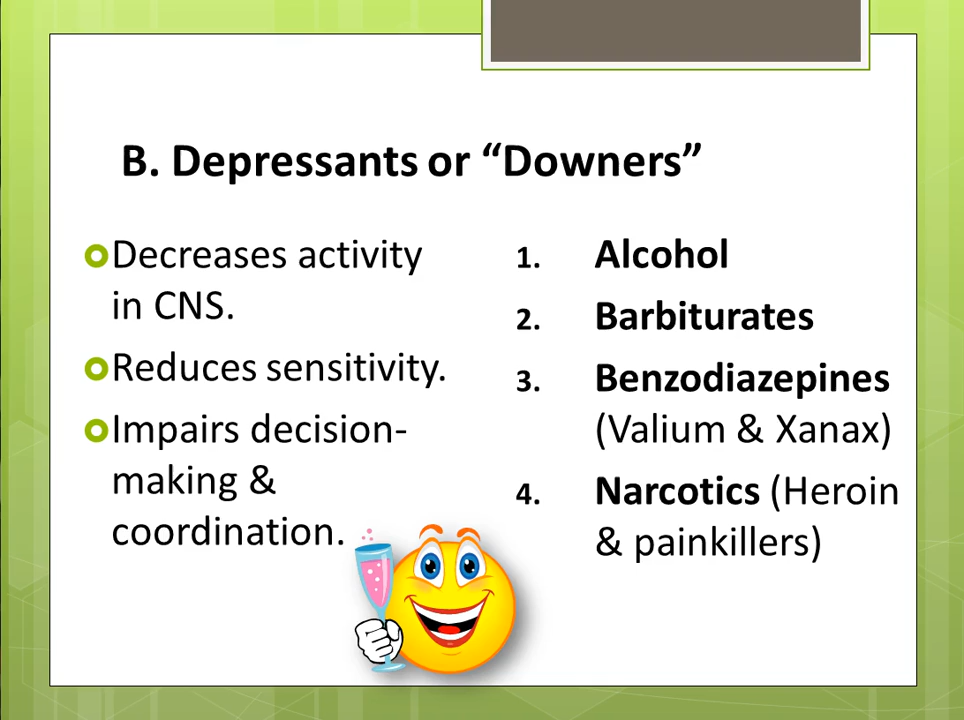 B. Depressants or “Downers”
Decreases activity
in CNS.
Reduces sensitivity.
Impairs decision-
making &
coordination.
1. Alcohol
2. Barbiturates
3. Benzodiazepines
(Valium & Xanax)
4. Narcotics (Heroin
& painkillers)